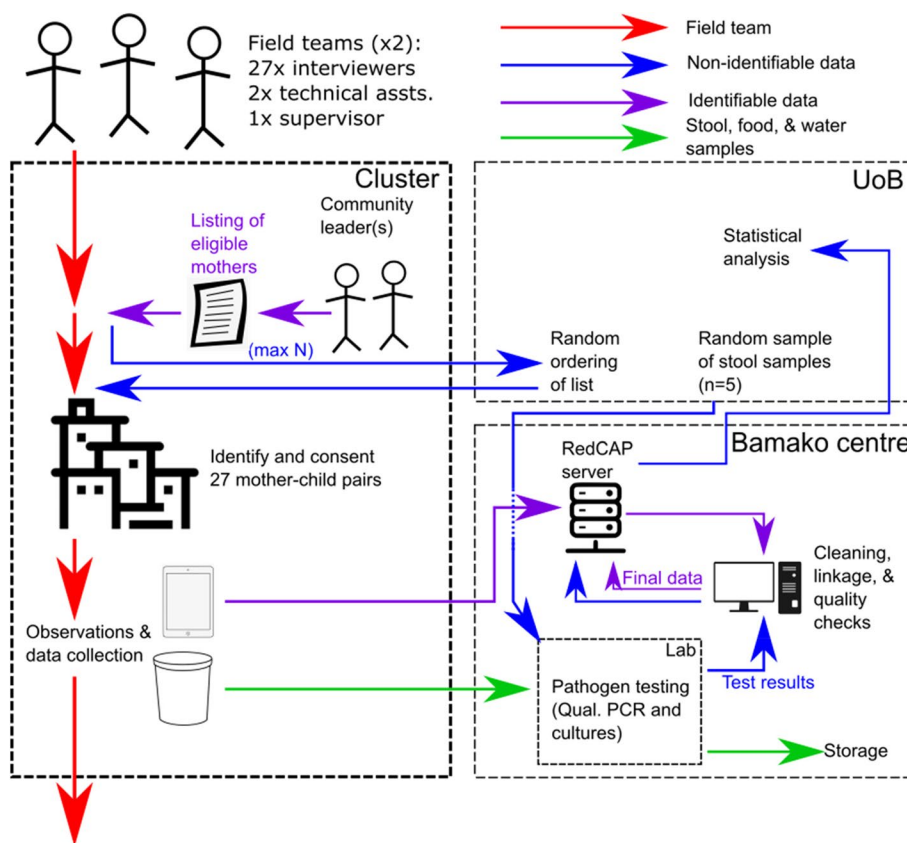 Field teams (x2):
27x interviewers
2x technical assts.
1x supervisor
Field team
Non-identifiable data
Identifiable data
Stool, food, & water
samples
Cluster
Listing of
eligible
mothers
Community
leader(s)
(max N)
Identify and consent
27 mother-child pairs
Observations &
data collection
UoB
Statistical
analysis
Random
ordering
of list
Random sample
of stool samples
(n=5)
Bamako centre
RedCAP
server
Final data
Cleaning,
linkage, &
quality
checks
Lab
Pathogen testing
(Qual. PCR and
cultures)
Test results
Storage